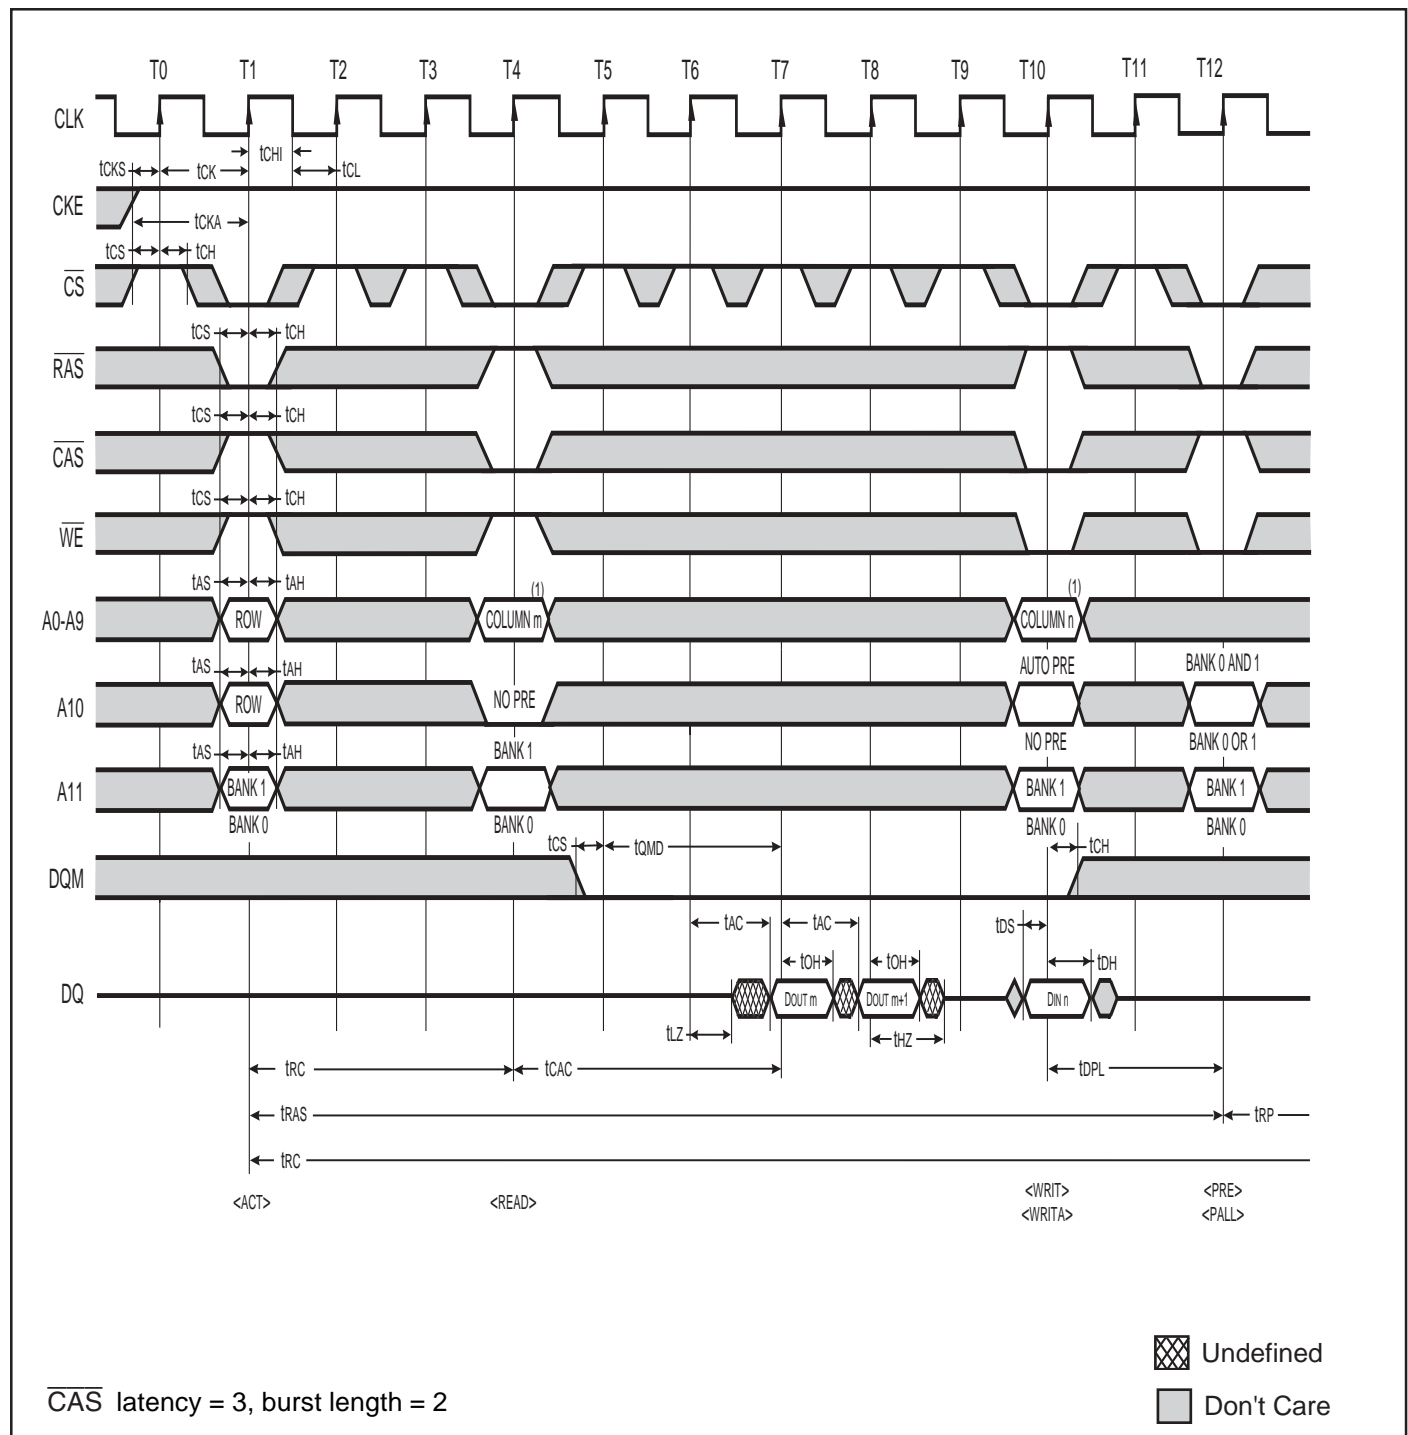 T0 T1 T2 T3 T4 T5 T6 T7 T8 T9 T10 T11 T12
CLK
tCHI
tCKS tCK tCL
CKE
tCKA
tCS tCH
CS
tCS tCH
RAS
tCS tCH
CAS
tCS tCH
WE
tAS tAH
(1) (1)
A0-A9 ROW COLUMN m COLUMN n
tAS tAH AUTO PRE BANK 0 AND 1
A10 ROW NO PRE
tAS tAH BANK 1 NO PRE BANK 0 OR 1
A11 BANK 1 BANK 1 BANK 1
BANK 0 BANK 0 BANK 0 BANK 0
tCS tQMD tCH
DQM
tAC tAC tDS
tOH tOH tDH
DQ DOUT m DOUT m+1 DIN n
tLZ tHZ
tRC tCAC tDPL
tRAS tRP
tRC
<ACT> <READ> <WRIT> <PRE>
<WRITA> <PALL>
Undefined
CAS latency = 3, burst length = 2
Don't Care